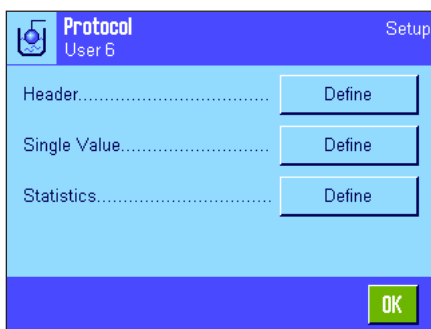 Protocol
Setup
User 6
Header.................................. Define
Single Value........................... Define
Statistics................................ Define
OK